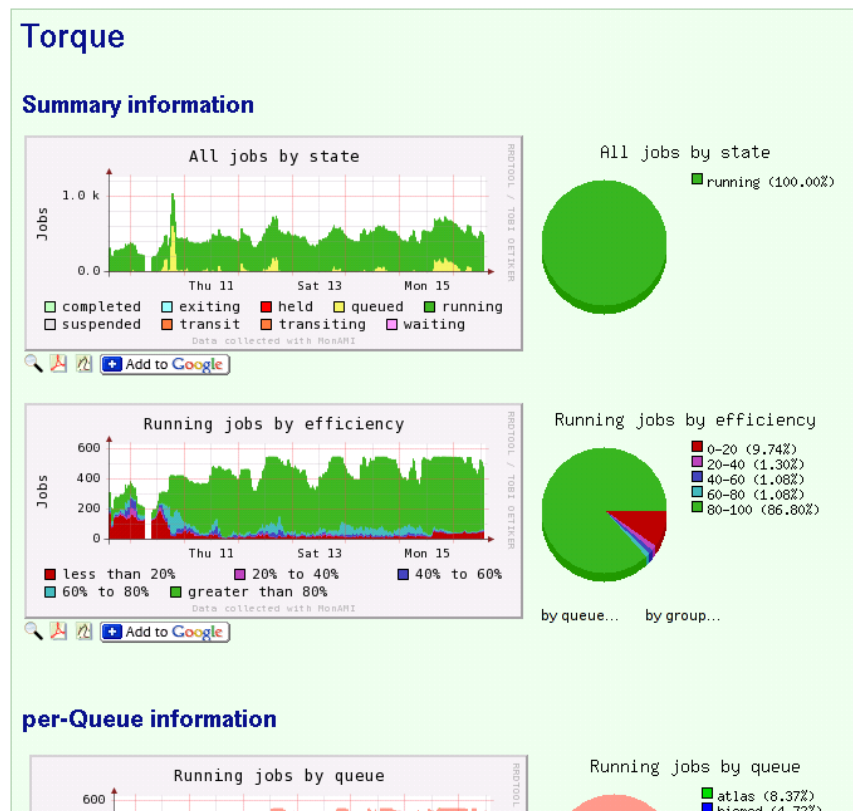 Torque
Summary information
All jobs by state
RRDTOOL / TOBI OETIKER
Jobs
1.0 k
0.0
Thu 11 Sat 13 Mon 15
completed exiting held queued running
suspended transit transiting waiting
Data collected with MonAMI
All jobs by state
running (100.00%)
Add to Google
Running jobs by efficiency
RRDTOOL / TOBI OETIKER
Jobs
600
400
200
0
Thu 11 Sat 13 Mon 15
less than 20% 20% to 40% 40% to 60%
60% to 80% greater than 80%
Data collected with MonAMI
Running jobs by efficiency
0-20 (9.74%)
20-40 (1.30%)
40-60 (1.08%)
60-80 (1.08%)
80-100 (86.80%)
by queue... by group...
Add to Google
per-Queue information
Running jobs by queue
RRDTOOL
600
Running jobs by queue
atlas (8.37%)
biomed (4.72%)